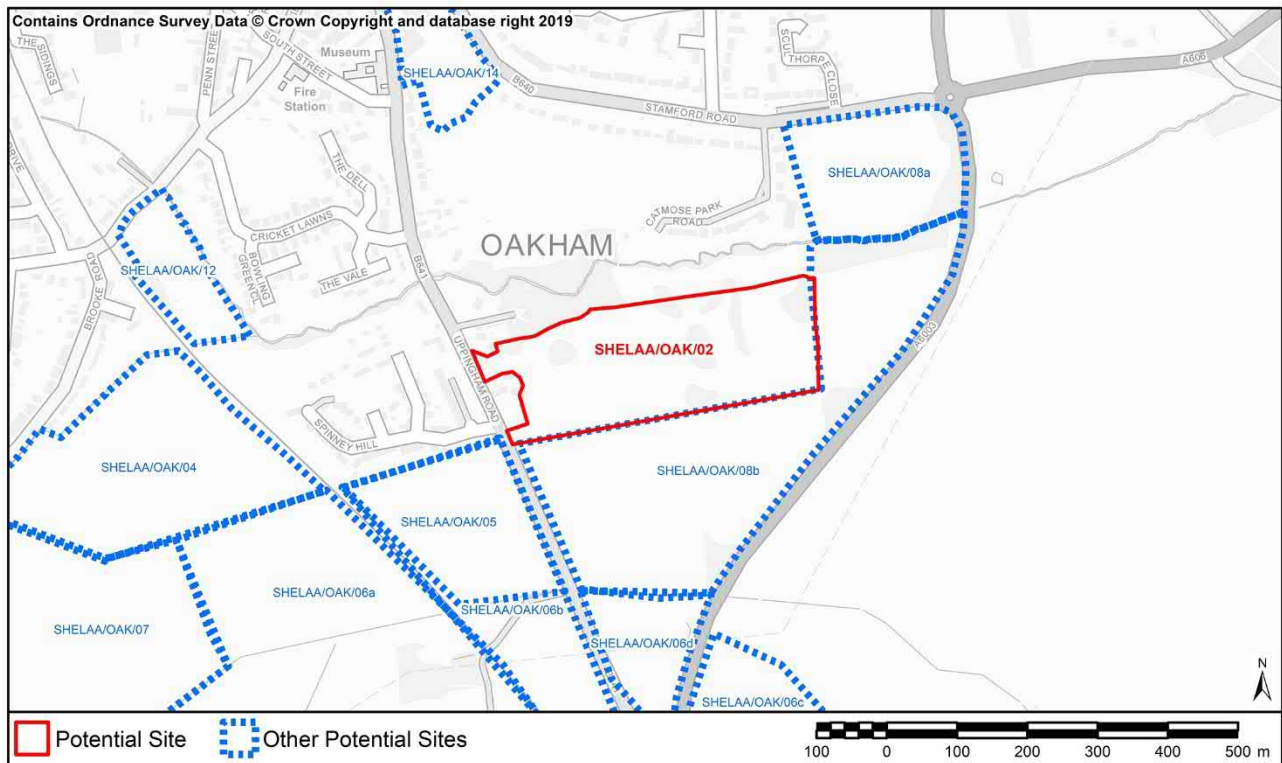 Contains Ordnance Survey Data © Crown Copyright and database right 2019
THE SIDINGS
PENN STREET
SOUTH STREET
Museum
Fire
Station
SHELAA/OAK/14
B640
STAMFORD ROAD
SCUL
THORPE CLOSE
A606
SHELAA/OAK/08a
DRIVE
THE DELL
CATMOSE PARK
ROAD
OAKHAM
CRICKET LAWNS
B641
BOWLING
GREEN CL
THE VALE
SHELAA/OAK/12
BROOKE ROAD
A6003
UPPINGHAM ROAD
SHELAA/OAK/02
SPINNEY HILL
SHELAA/OAK/04
SHELAA/OAK/08b
SHELAA/OAK/05
SHELAA/OAK/06a
SHELAA/OAK/06b
SHELAA/OAK/07
SHELAA/OAK/06d
SHELAA/OAK/06c
N
Potential Site
Other Potential Sites
100 0 100 200 300 400 500 m